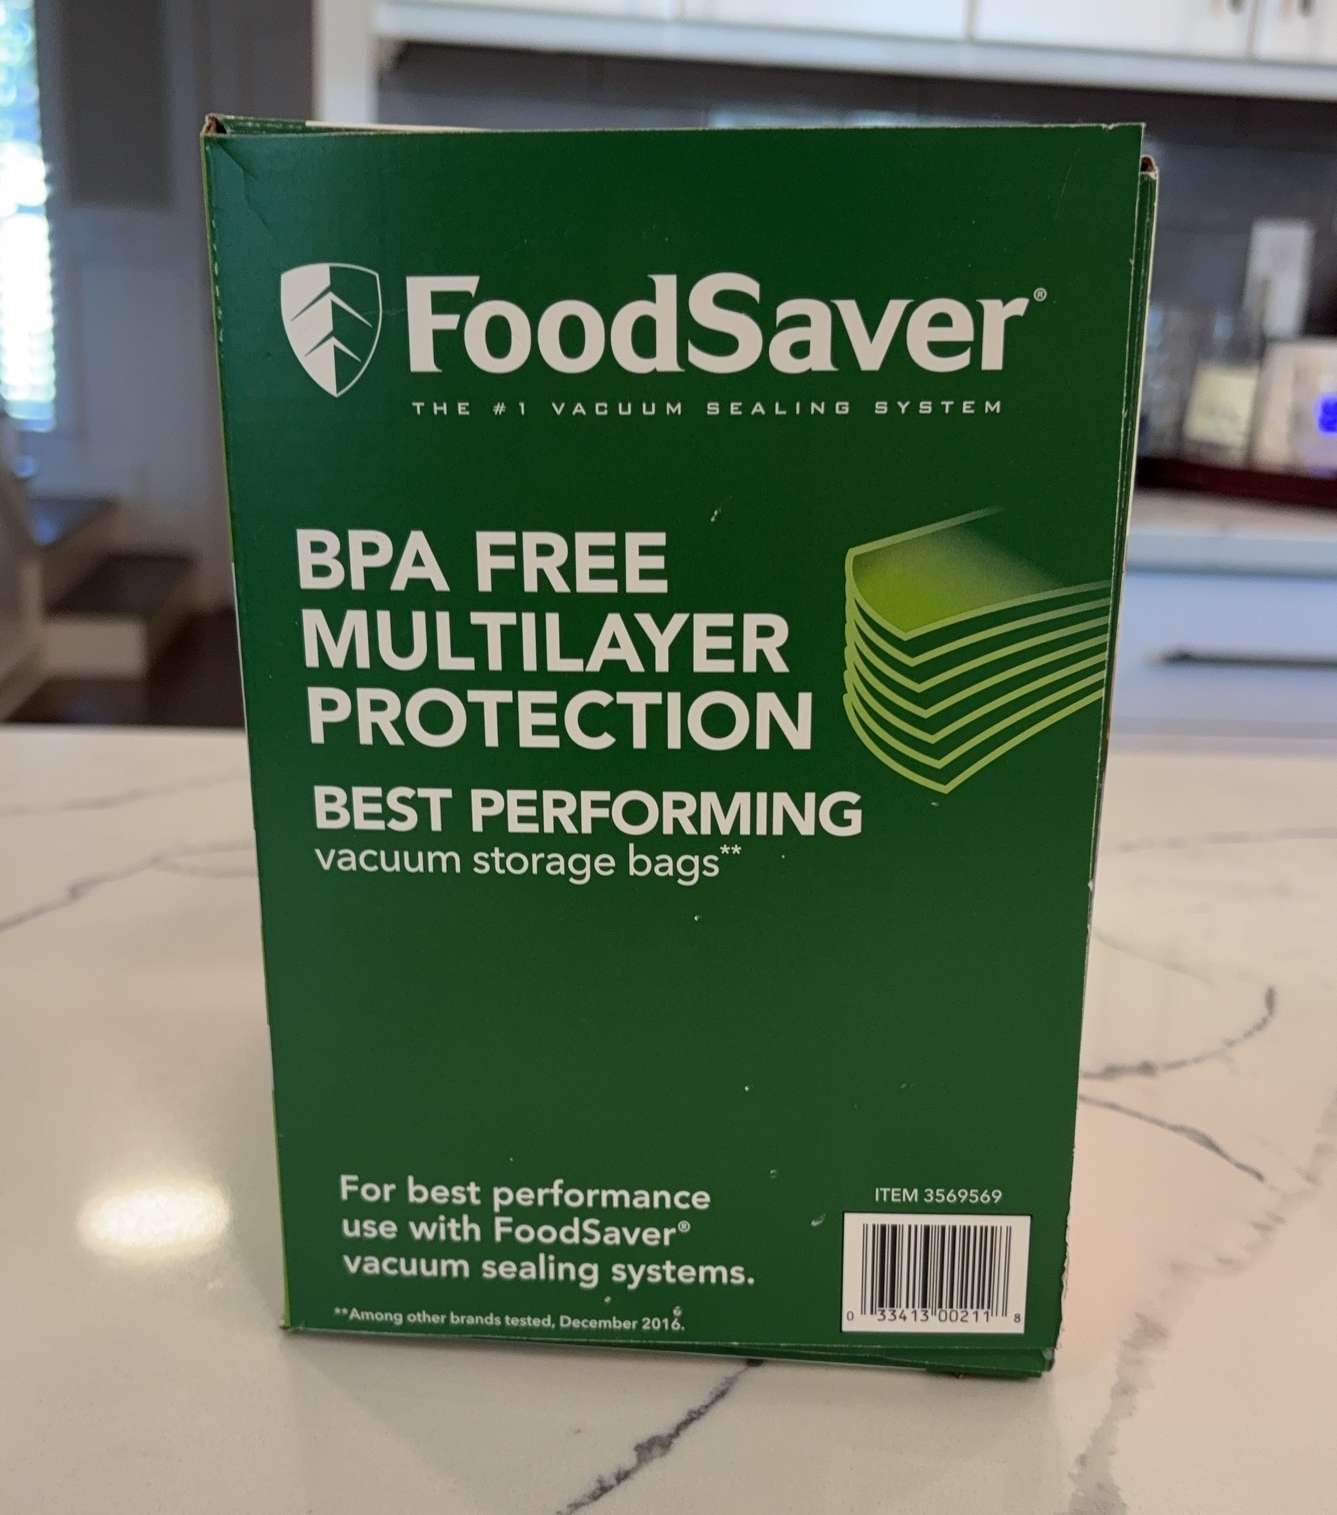 FoodSaver®
THE #1 VACUUM SEALING SYSTEM
BPA FREE
MULTILAYER
PROTECTION
BEST PERFORMING
vacuum storage bags**
For best performance
use with FoodSaver®
vacuum sealing systems.
**Among other brands tested, December 2016.
ITEM 3569569
0 33413 00211 8